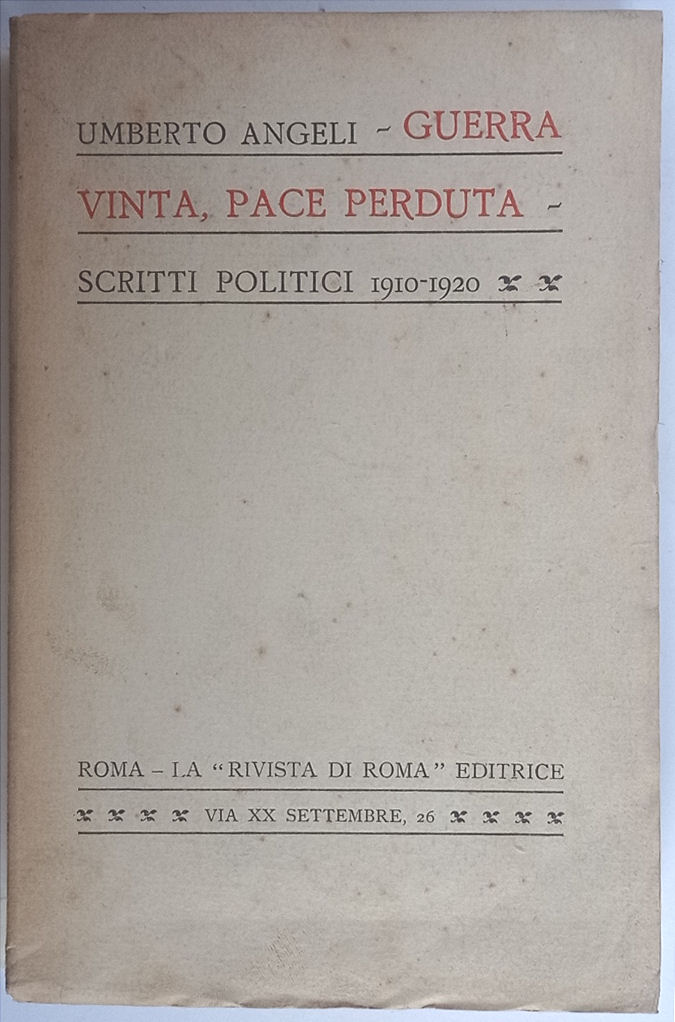 UMBERTO ANGELI - GUERRA
VINTA, PACE PERDUTA -
SCRITTI POLITICI 1910-1920
ROMA – LA “RIVISTA DI ROMA” EDITRICE
VIA XX SETTEMBRE, 26